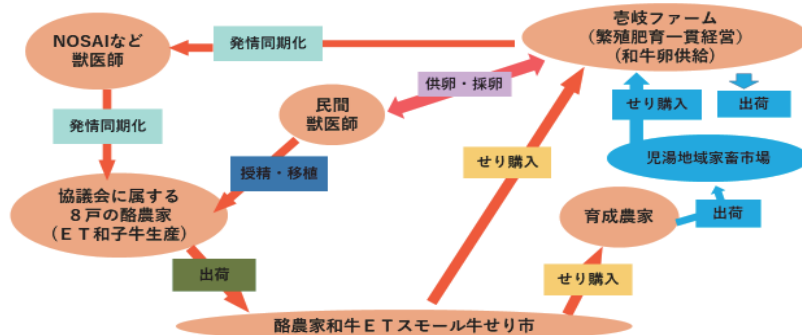 NOSAIなど
獣医師
発情同期化
壱岐ファーム
（繁殖肥育一貫経営）
（和牛卵供給）
供卵・採卵
民間
獣医師
せり購入
出荷
発情同期化
授精・移植
せり購入
児湯地域家畜市場
協議会に属する
８戸の酪農家
（ＥＴ和子牛生産）
育成農家
出荷
出荷
せり購入
酪農家和牛ＥＴスモール牛せり市